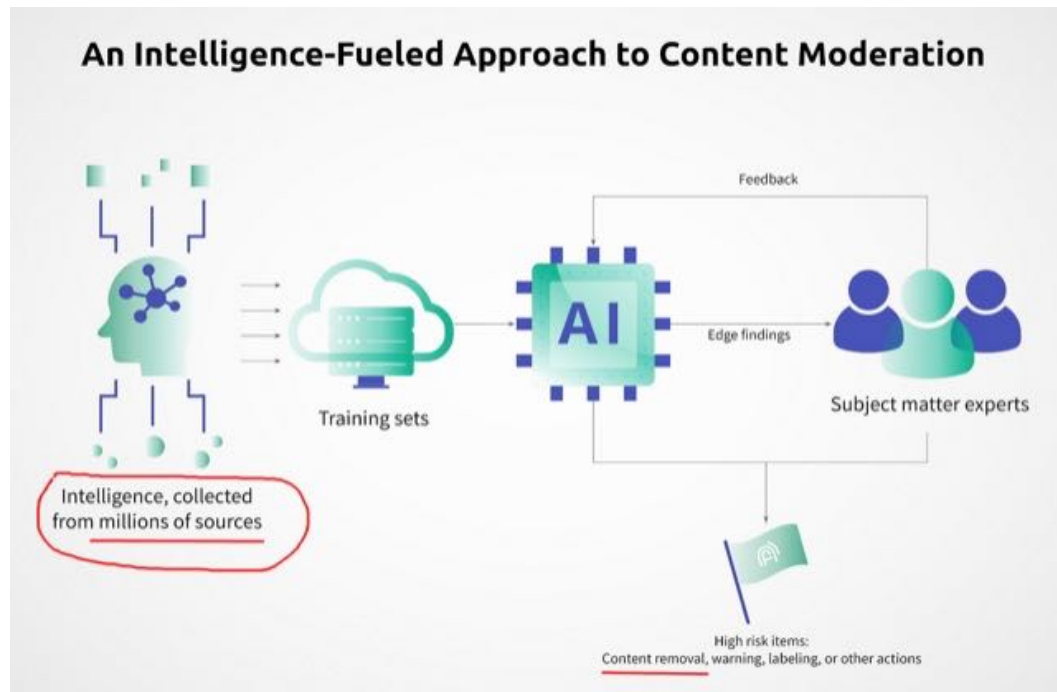 An Intelligence-Fueled Approach to Content Moderation
Feedback
AI
Edge findings
Training sets
Subject matter experts
Intelligence, collected
from millions of sources
High risk items:
Content removal, warning, labeling, or other actions